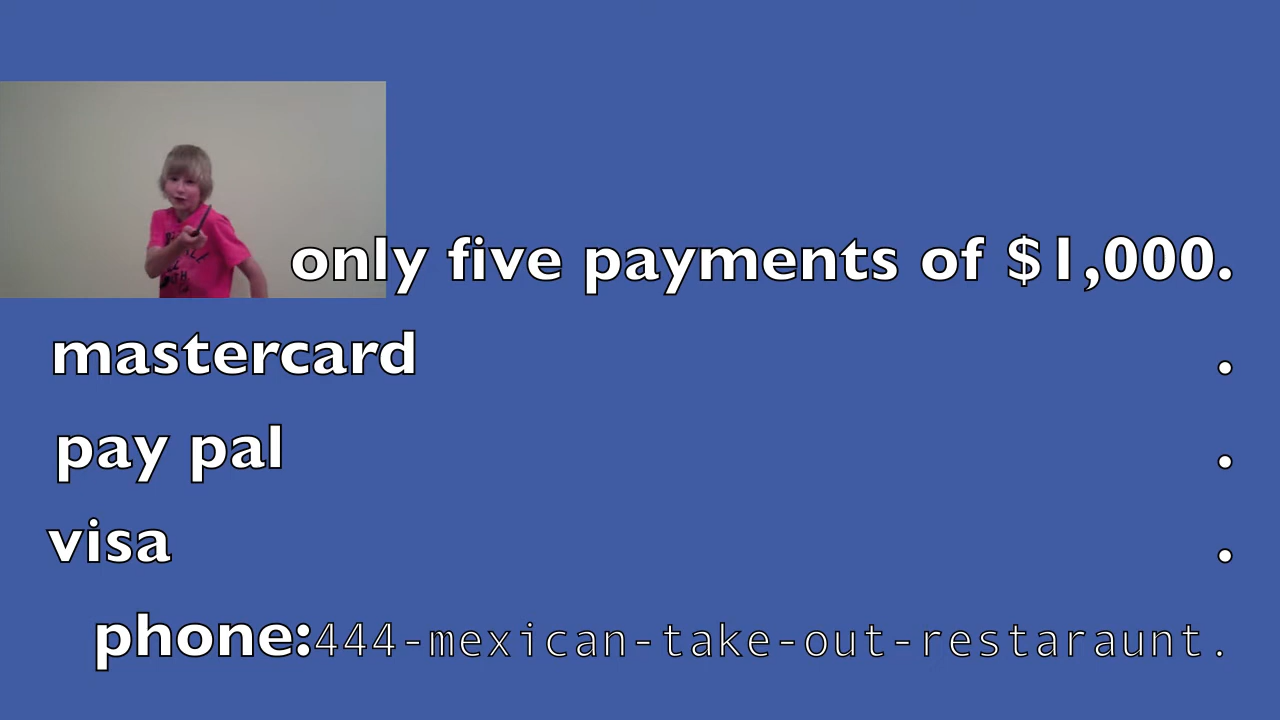 only five payments of $1,000.
mastercard .
pay pal .
visa .
phone:444-mexican-take-out-restaraunt.